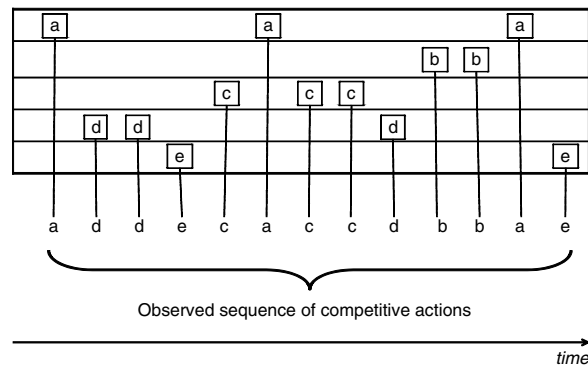 a a a
b b
c c c
d d d
e e
a d d e c a c c d b b a e
Observed sequence of competitive actions
time